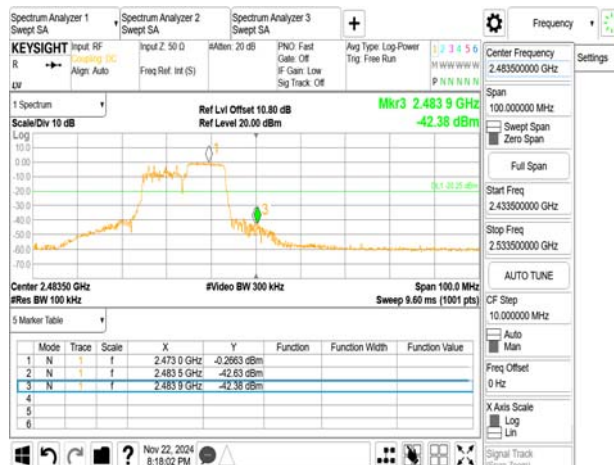 Spectrum Analyzer 1
Swept SA
Spectrum Analyzer 2
Swept SA
Spectrum Analyzer 3
Swept SA
+
Frequency
Settings
KEYSIGHT
R
Input: RF
Coupling: DC
Align: Auto
Input Z: 50 Ω
Freq Ref: Int (S)
#Atten: 20 dB
PNO: Fast
Gate: Off
IF Gain: Low
Sig Track: Off
Avg Type: Log-Power
Trig: Free Run
1 2 3 4 5 6
M W W W W W
P N N N N N
1 Spectrum
Scale/Div 10 dB
Ref Lvl Offset 10.80 dB
Ref Level 20.00 dBm
Mkr3 2.483 9 GHz
-42.38 dBm
Log
10.0
0.00
-10.0
-20.0
-30.0
-40.0
-50.0
-60.0
-70.0
1
3
DL1 -20.25 dBm
Center 2.48350 GHz
#Res BW 100 kHz
#Video BW 300 kHz
Span 100.0 MHz
Sweep 9.60 ms (1001 pts)
5 Marker Table
Mode Trace Scale X Y Function Function Width Function Value
1 N 1 f 2.473 0 GHz -0.2663 dBm
2 N 1 f 2.483 5 GHz -42.63 dBm
3 N 1 f 2.483 9 GHz -42.38 dBm
4
5
6
Nov 22, 2024
8:18:02 PM
?
Center Frequency
2.483500000 GHz
Span
100.000000 MHz
Swept Span
Zero Span
Full Span
Start Freq
2.433500000 GHz
Stop Freq
2.533500000 GHz
AUTO TUNE
CF Step
10.000000 MHz
Auto
Man
Freq Offset
0 Hz
X Axis Scale
Log
Lin
Signal Track